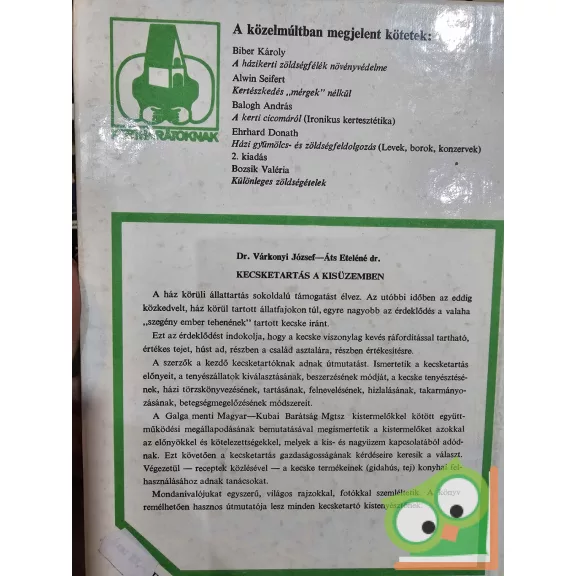 A közelmúltban megjelent kötetek:
Biber Károly
A házikerti zöldségfélék növényvédelme
Alwin Seifert
Kertészkedés „mérgek” nélkül
Balogh András
A kerti cicomáról (Ironikus kertesztétika)
Ehrhard Donath
Házi gyümölcs- és zöldségfeldolgozás (Levek, borok, konzervek)
2. kiadás
Bozsik Valéria
Különleges zöldségételek
Dr. Várkonyi József—Áts Eteléné dr.
KECSKETARTÁS A KISÜZEMBEN
A ház körüli állattartás sokoldalú támogatást élvez. Az utóbbi időben az eddig
közkedvelt, ház körül tartott állatfajokon túl, egyre nagyobb az érdeklődés a valaha
„szegény ember tehenének” tartott kecske iránt.
Ezt az érdeklődést indokolja, hogy a kecske viszonylag kevés ráfordítással tartható,
értékes tejet, húst ad, részben a család asztalára, részben értékesítésre.
A szerzők a kezdő kecsketartóknak adnak útmutatást. Ismertetik a kecsketartás
előnyeit, a tenyészállatok kiválasztásának, beszerzésének módját, a kecske tenyésztésé-
nek, házi törzskönyvezésének, tartásának, felnevelésének, hizlalásának, takarmányo-
zásának, betegségmegelőzésének módszereit.
A Galga menti Magyar—Kubai Barátság Mgtsz kistermelőkkel kötött együtt-
működési megállapodásának bemutatásával megismertetik a kistermelőket azokkal
az előnyökkel és kötelezettségekkel, melyek a kis- és nagyüzem kapcsolatából adód-
nak. Ezt követően a kecsketartás gazdaságosságának kérdéseire keresik a választ.
Végezetül — receptek közlésével — a kecske termékeinek (gidahús, tej) konyhai fel-
használásához adnak tanácsokat.
Mondanivalójukat egyszerű, világos rajzokkal, fotókkal szemléltetik. A könyv
remélhetően hasznos útmutatója lesz minden kecsketartó